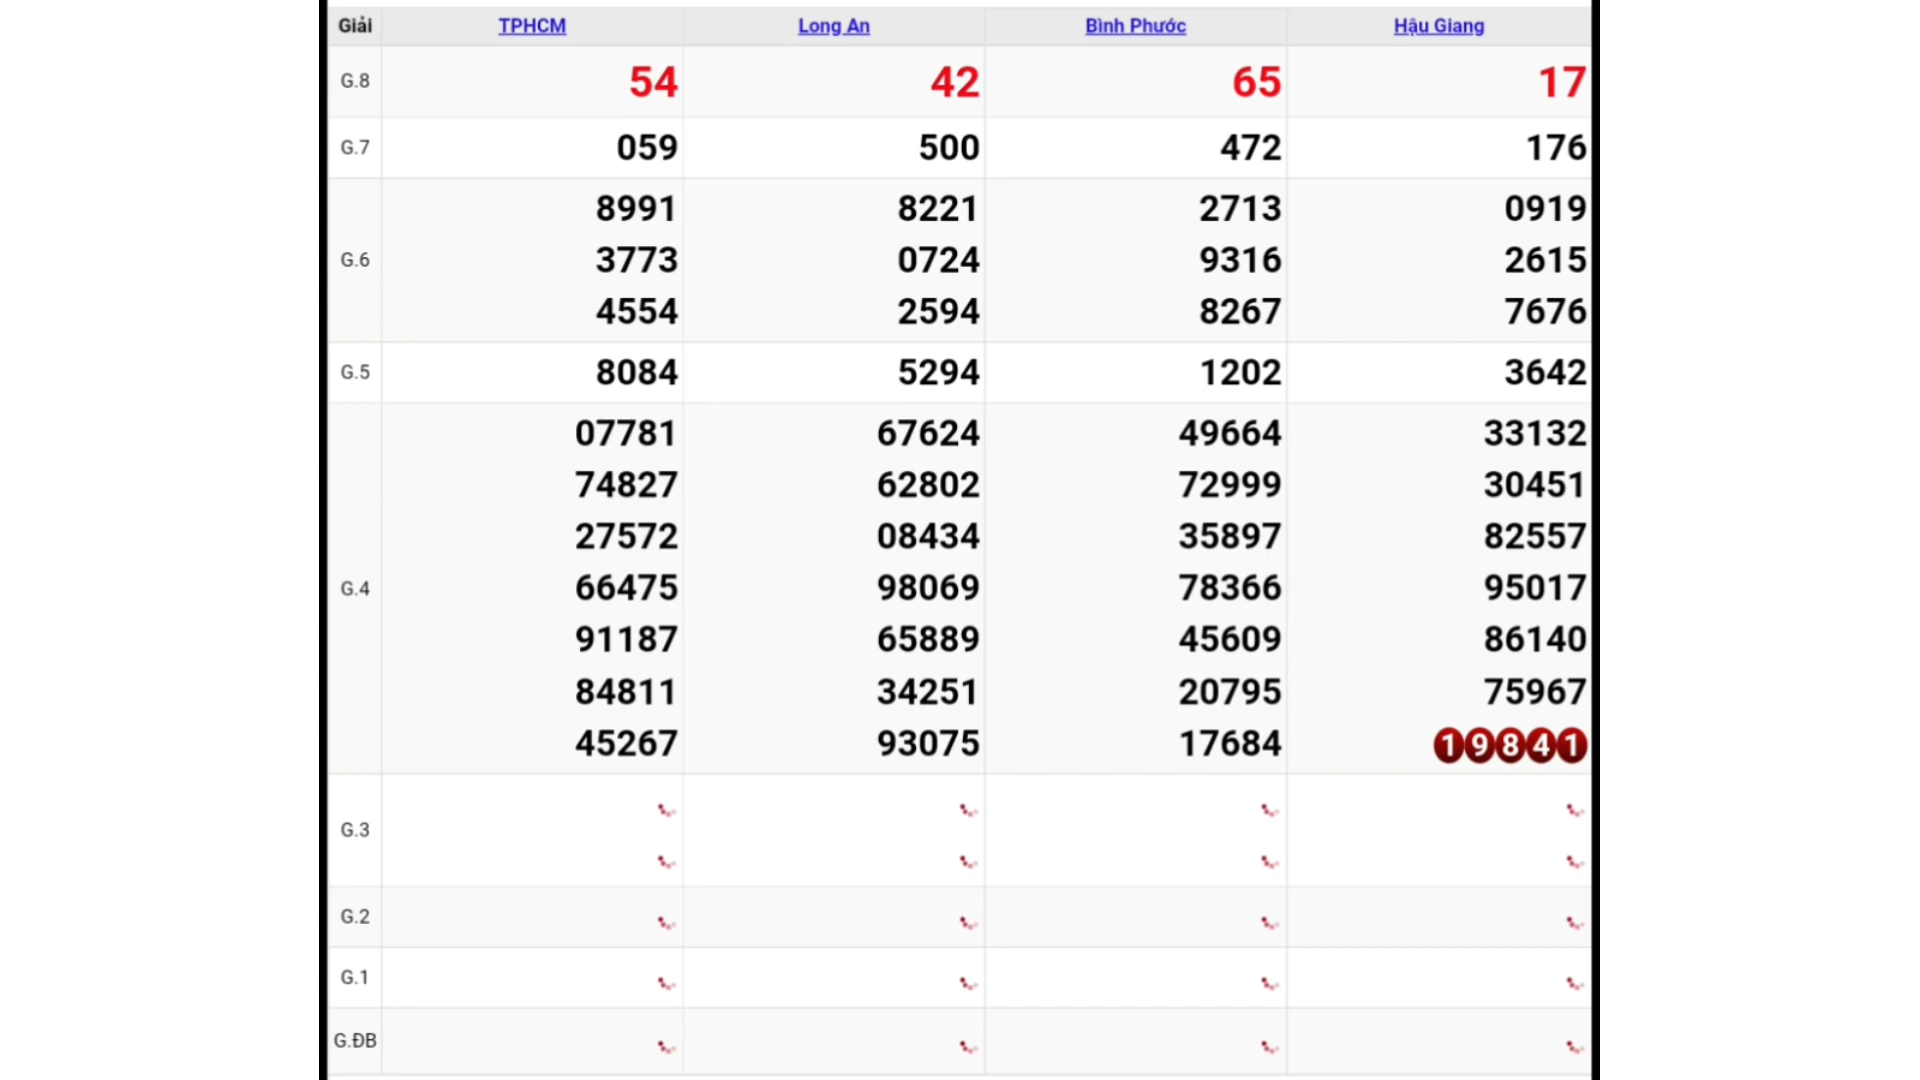 Giải TPHCM Long An Bình Phước Hậu Giang
G.8 54 42 65 17
G.7 059 500 472 176
8991 8221 2713 0919
G.6 3773 0724 9316 2615
4554 2594 8267 7676
G.5 8084 5294 1202 3642
07781 67624 49664 33132
74827 62802 72999 30451
27572 08434 35897 82557
G.4 66475 98069 78366 95017
91187 65889 45609 86140
84811 34251 20795 75967
45267 93075 17684 19841
G.3
G.2
G.1
G.ĐB